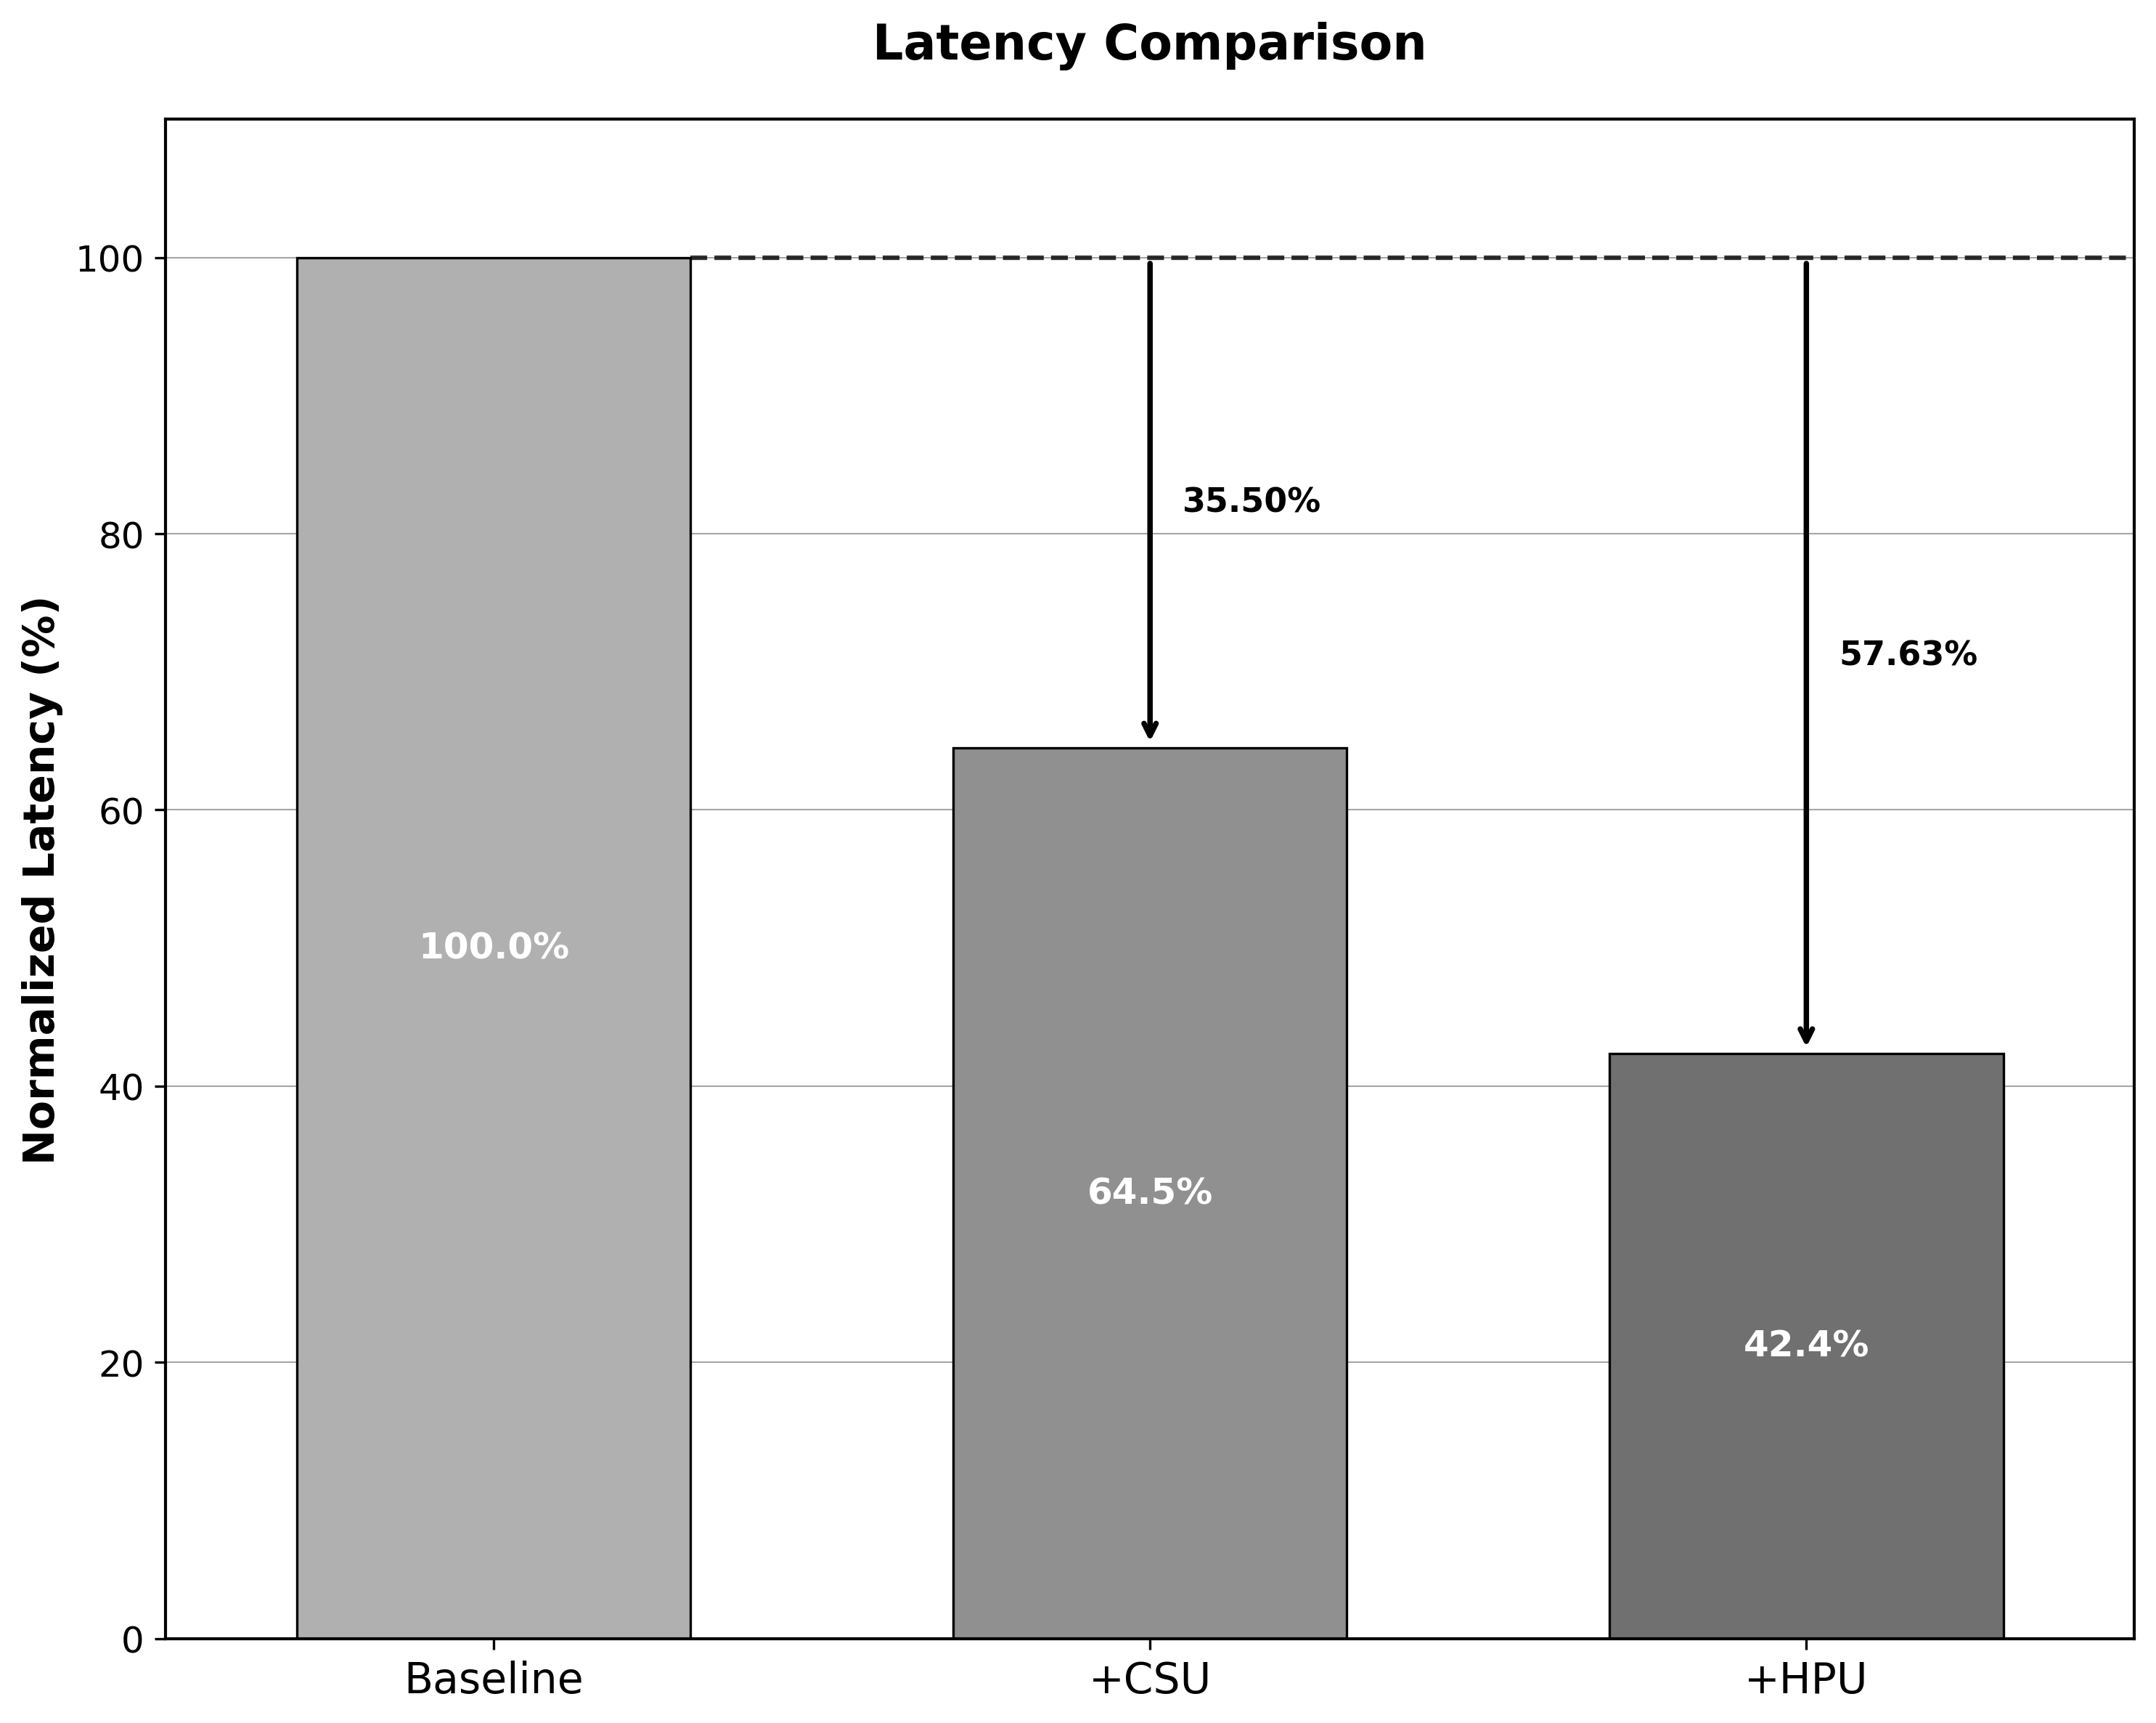 Latency Comparison
Normalized Latency (%)
100
80
60
40
20
0
35.50%
57.63%
100.0%
64.5%
42.4%
Baseline
+CSU
+HPU